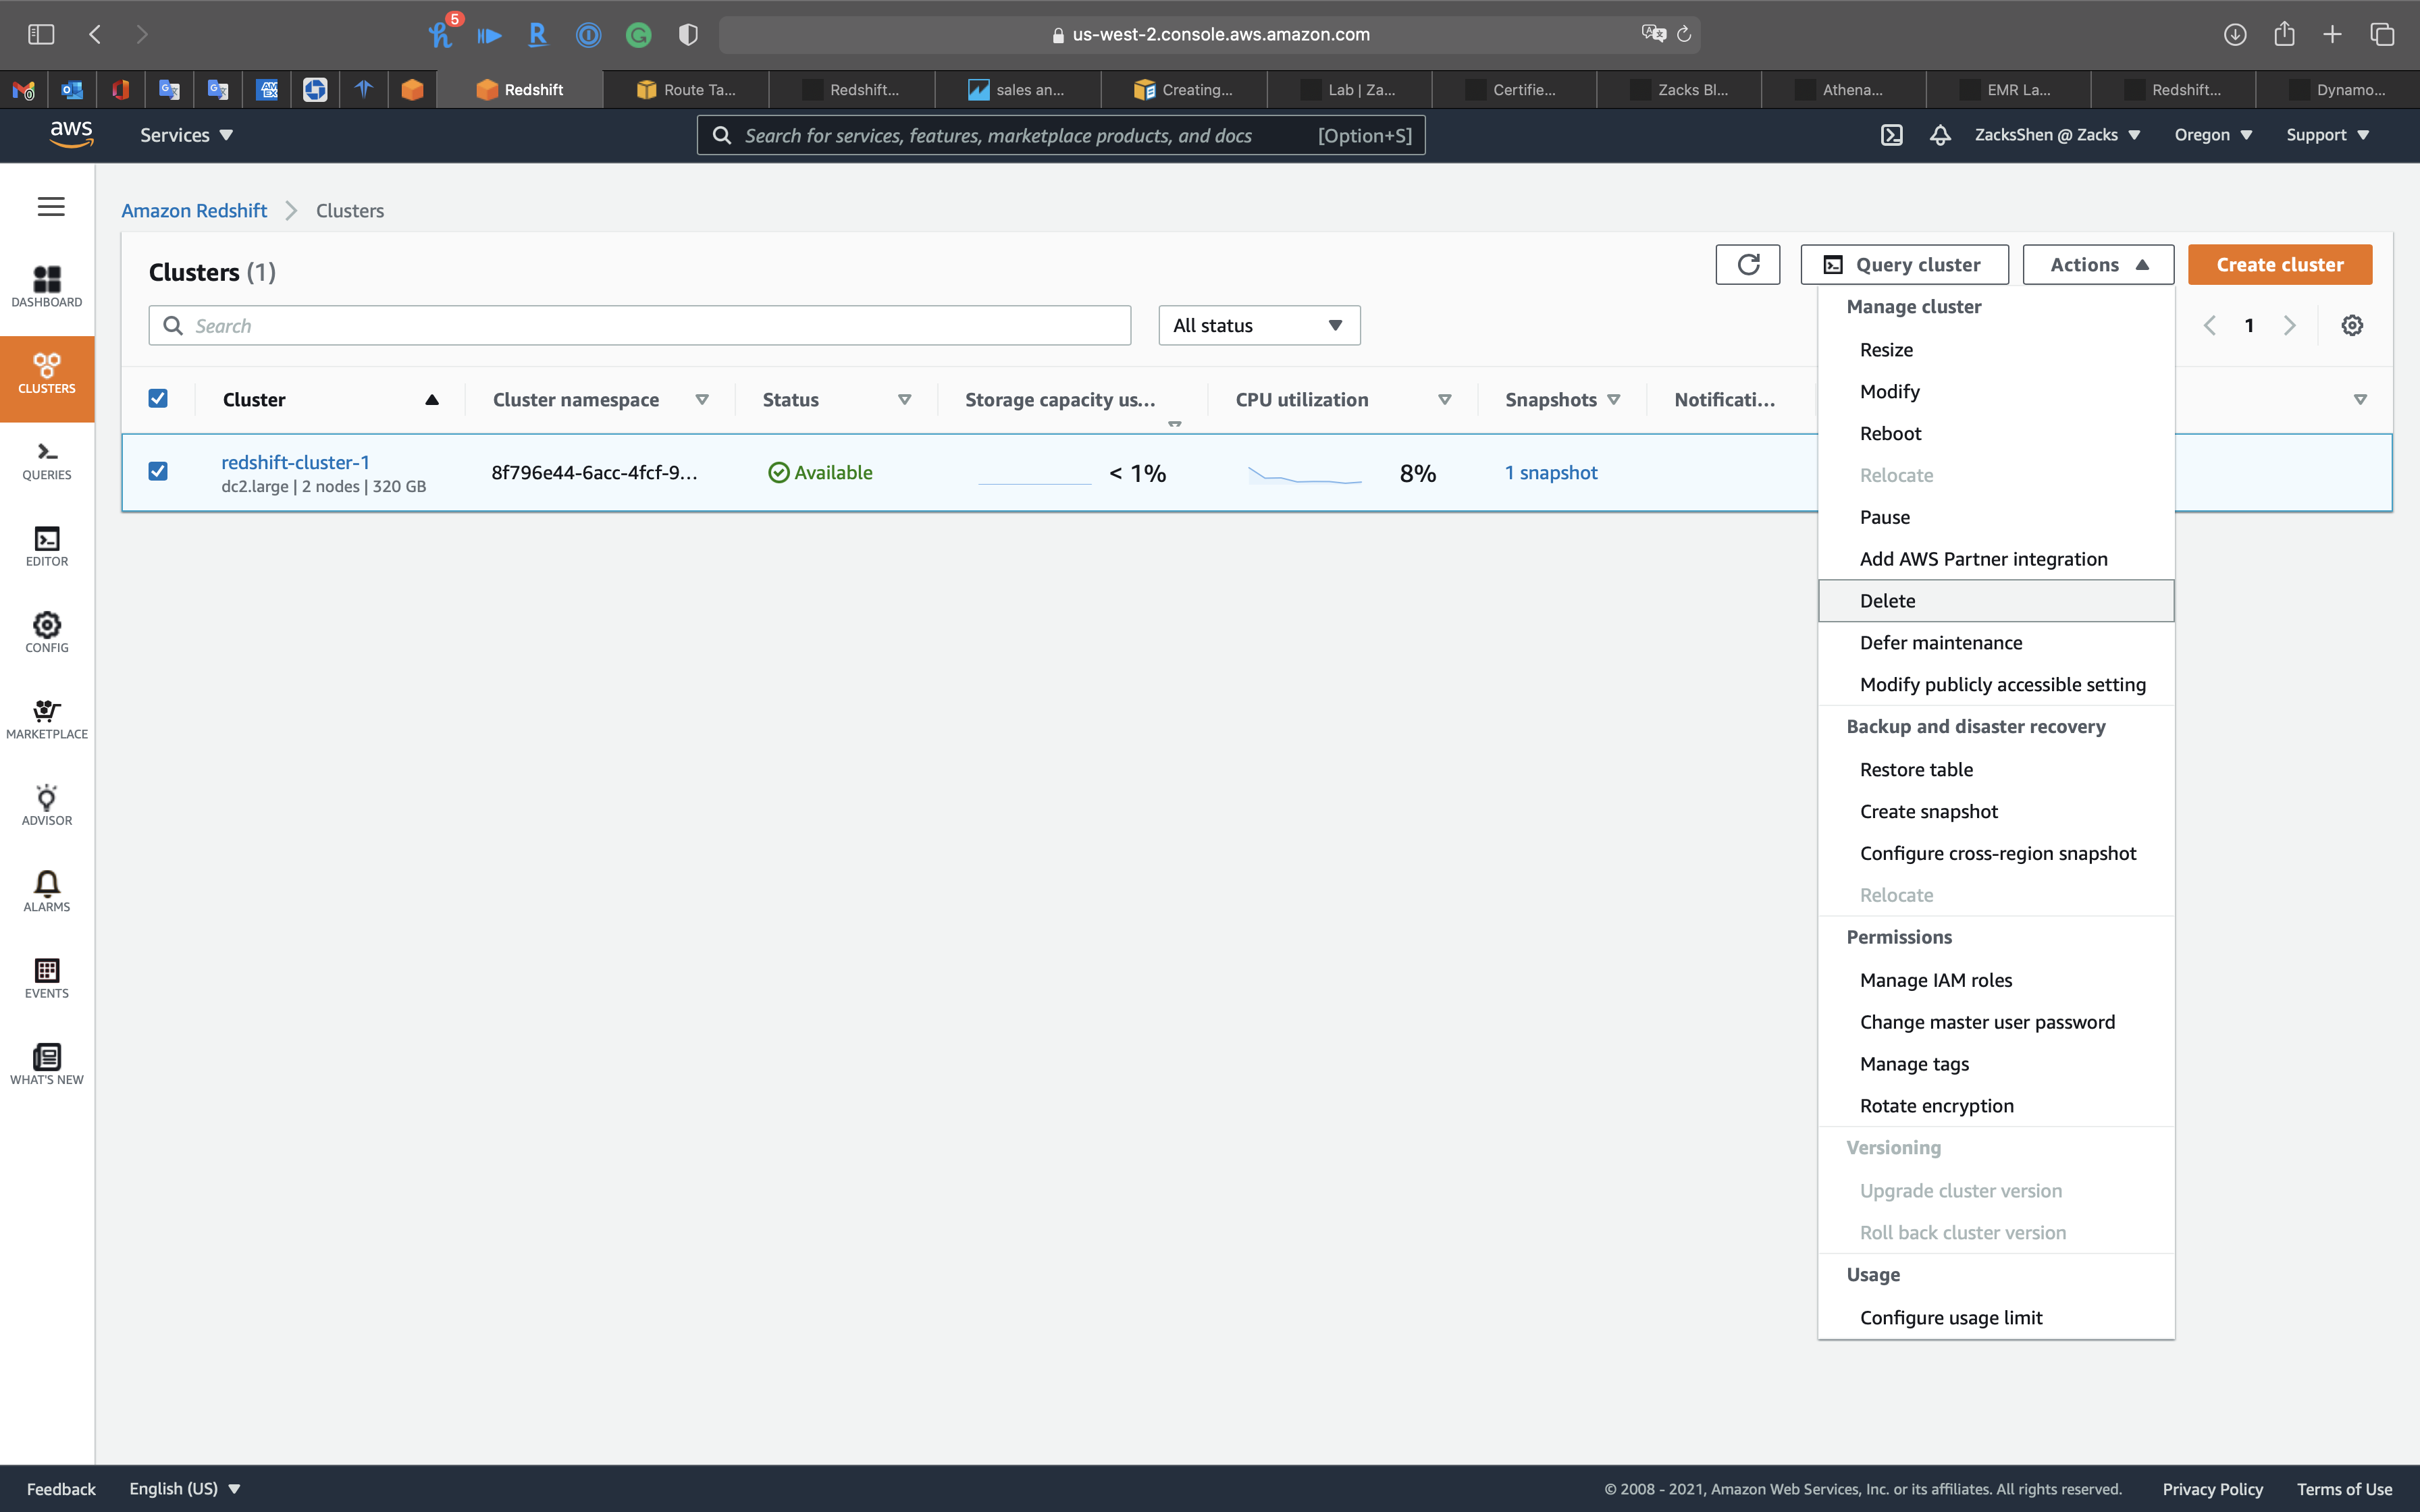 5
us-west-2.console.aws.amazon.com
Redshift
Route Ta...
Redshift...
sales an...
Creating...
Lab | Za...
Certifie...
Zacks Bl...
Athena...
EMR La...
Redshift...
Dynamo...
aws
Services
Search for services, features, marketplace products, and docs
[Option+S]
ZacksShen @ Zacks
Oregon
Support
Amazon Redshift
Clusters
DASHBOARD
CLUSTERS
QUERIES
EDITOR
CONFIG
MARKETPLACE
ADVISOR
ALARMS
EVENTS
WHAT'S NEW
Clusters (1)
Query cluster
Actions
Create cluster
Search
All status
1
Cluster
Cluster namespace
Status
Storage capacity us...
CPU utilization
Snapshots
Notificati...
redshift-cluster-1
dc2.large | 2 nodes | 320 GB
8f796e44-6acc-4fcf-9...
Available
< 1%
8%
1 snapshot
Manage cluster
Resize
Modify
Reboot
Relocate
Pause
Add AWS Partner integration
Delete
Defer maintenance
Modify publicly accessible setting
Backup and disaster recovery
Restore table
Create snapshot
Configure cross-region snapshot
Relocate
Permissions
Manage IAM roles
Change master user password
Manage tags
Rotate encryption
Versioning
Upgrade cluster version
Roll back cluster version
Usage
Configure usage limit
Feedback
English (US)
© 2008 - 2021, Amazon Web Services, Inc. or its affiliates. All rights reserved.
Privacy Policy
Terms of Use